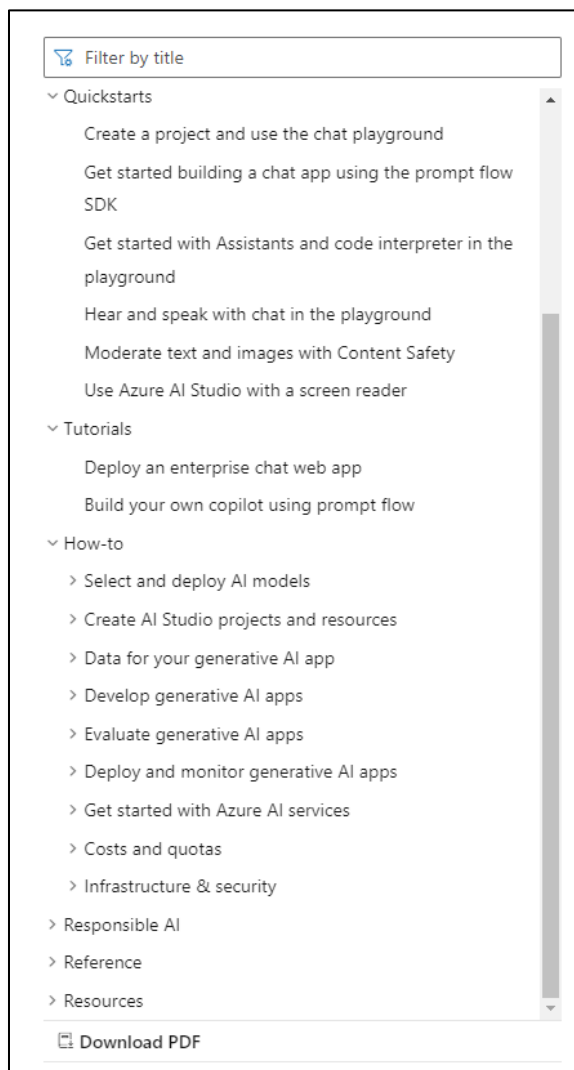 Filter by title
Quickstarts
Create a project and use the chat playground
Get started building a chat app using the prompt flow
SDK
Get started with Assistants and code interpreter in the
playground
Hear and speak with chat in the playground
Moderate text and images with Content Safety
Use Azure AI Studio with a screen reader
Tutorials
Deploy an enterprise chat web app
Build your own copilot using prompt flow
How-to
Select and deploy AI models
Create AI Studio projects and resources
Data for your generative AI app
Develop generative AI apps
Evaluate generative AI apps
Deploy and monitor generative AI apps
Get started with Azure AI services
Costs and quotas
Infrastructure & security
Responsible AI
Reference
Resources
Download PDF